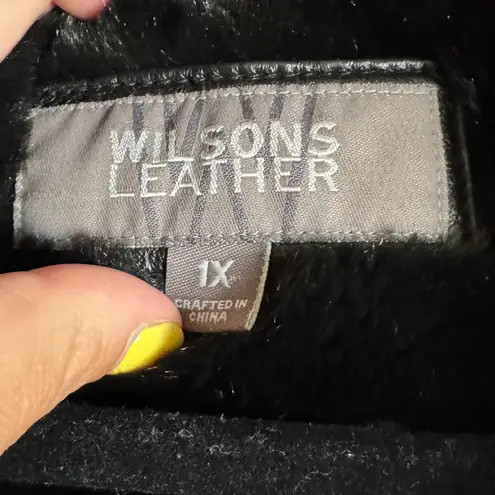 WILSONS
LEATHER
1X
CRAFTED IN
CHINA